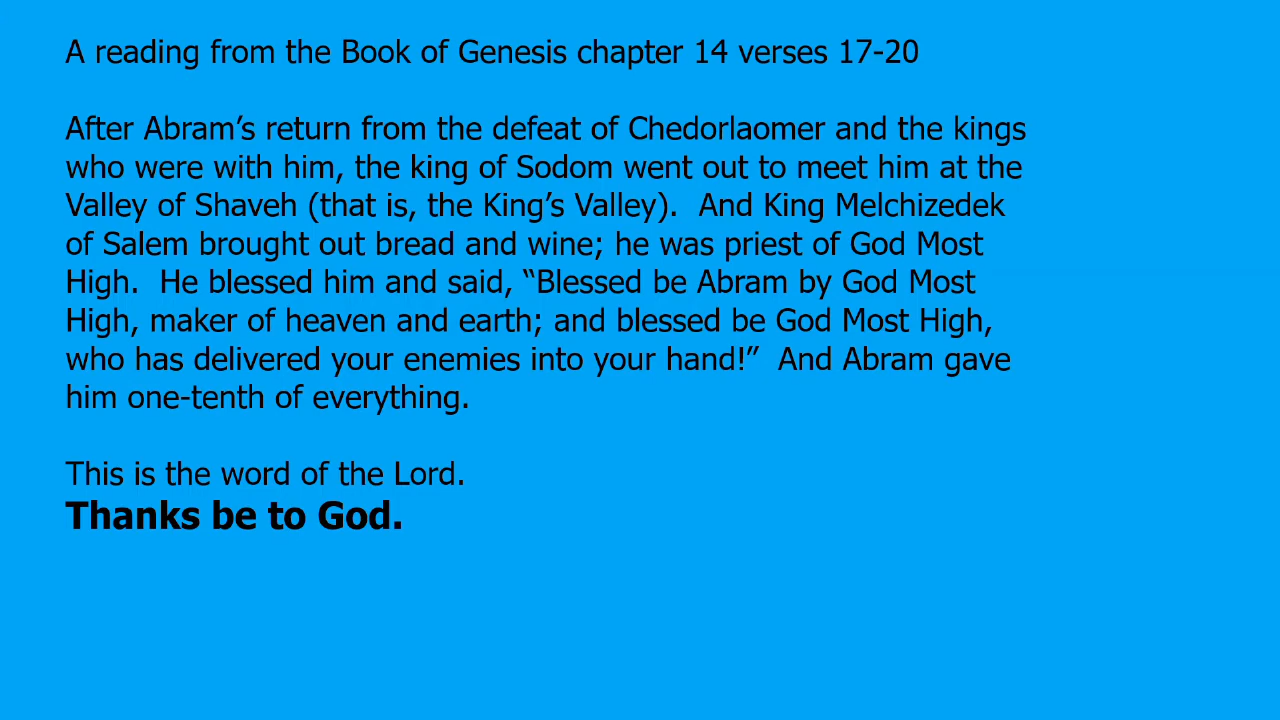 A reading from the Book of Genesis chapter 14 verses 17-20
After Abram’s return from the defeat of Chedorlaomer and the kings
who were with him, the king of Sodom went out to meet him at the
Valley of Shaveh (that is, the King’s Valley).  And King Melchizedek
of Salem brought out bread and wine; he was priest of God Most
High.  He blessed him and said, “Blessed be Abram by God Most
High, maker of heaven and earth; and blessed be God Most High,
who has delivered your enemies into your hand!”  And Abram gave
him one-tenth of everything.
This is the word of the Lord.
Thanks be to God.